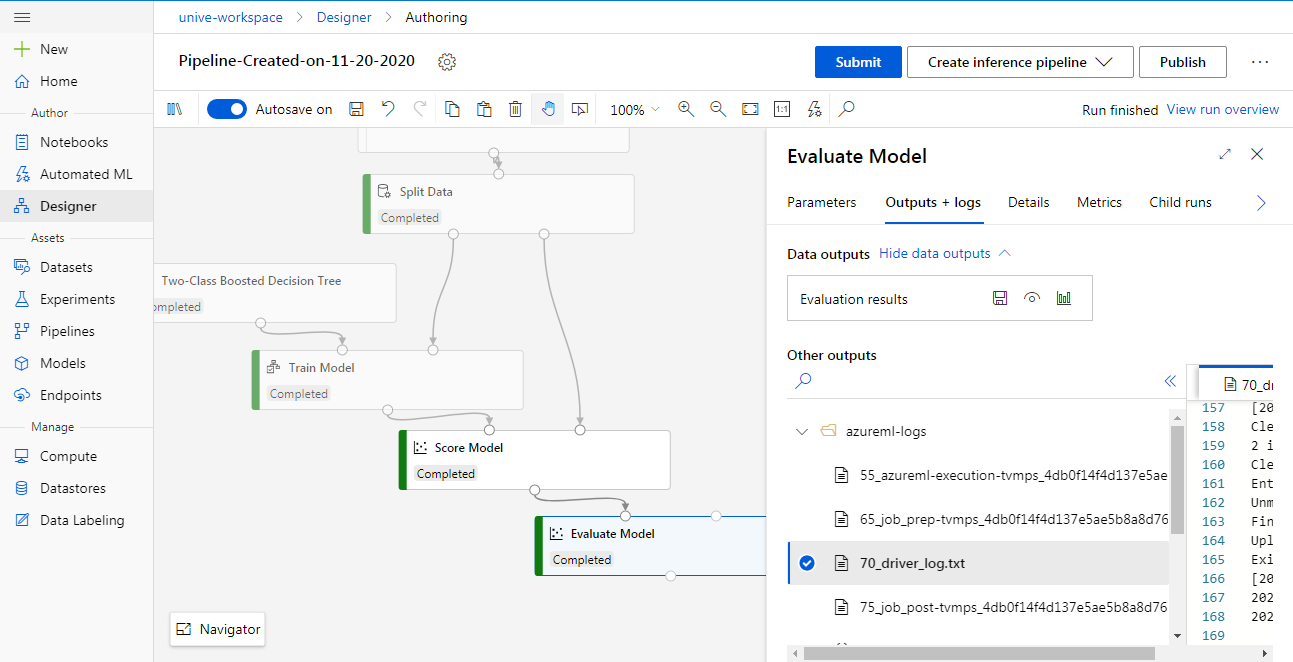 unive-workspace > Designer > Authoring
New
Home
Author
Notebooks
Automated ML
Designer
Assets
Datasets
Experiments
Pipelines
Models
Endpoints
Manage
Compute
Datastores
Data Labeling
Pipeline-Created-on-11-20-2020
Submit
Create inference pipeline
Publish
Autosave on
100%
1:1
Run finished View run overview
Split Data
Completed
Two-Class Boosted Decision Tree
ompleted
Train Model
Completed
Score Model
Completed
Evaluate Model
Completed
Navigator
Evaluate Model
Parameters Outputs + logs Details Metrics Child runs
Data outputs Hide data outputs
Evaluation results
Other outputs
azureml-logs
55_azureml-execution-tvmps_4db0f14f4d137e5ae
65_job_prep-tvmps_4db0f14f4d137e5ae5b8a8d76
70_driver_log.txt
75_job_post-tvmps_4db0f14f4d137e5ae5b8a8d76
70_dr
157 [20
158 Cle
159 2 i
160 Cle
161 Ent
162 Unm
163 Fin
164 Upl
165 Exi
166 [20
167 202
168 202
169